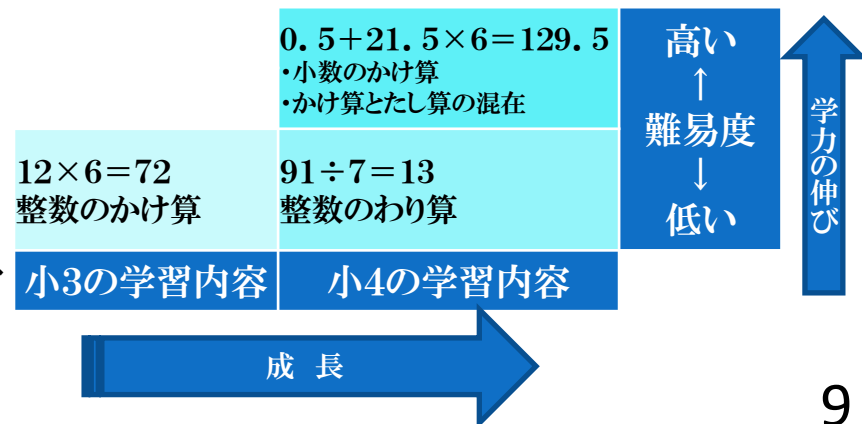 0.5+21.5×6=129.5
・小数のかけ算
・かけ算とたし算の混在
12×6=72
整数のかけ算
91÷7=13
整数のわり算
高い
↑
難易度
↓
低い
学力の伸び
小3の学習内容
小4の学習内容
成 長
9